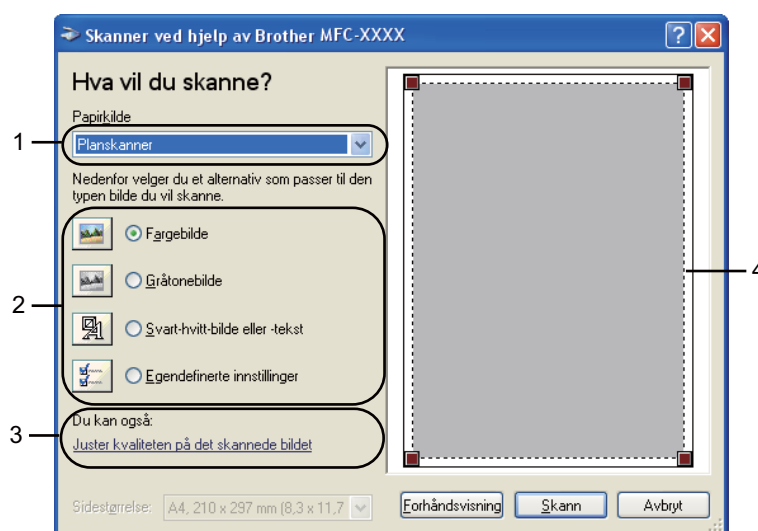 Skanner ved hjelp av Brother MFC-XXXX
Hva vil du skanne?
Papirkilde
1
Planskanner
Nedenfor velger du et alternativ som passer til den
typen bilde du vil skanne.
Fargebilde
Gråtonebilde
2
Svart-hvitt-bilde eller -tekst
Egendefinerte innstillinger
Du kan også:
3
Juster kvaliteten på det skannede bildet
4
Sidestørrelse: A4, 210 x 297 mm (8,3 x 11,7
Forhåndsvisning
Skann
Avbryt